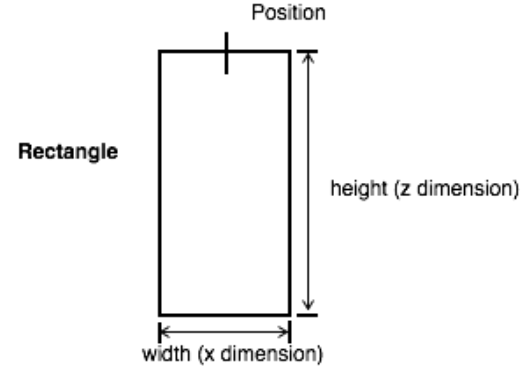 Position
Rectangle
height (z dimension)
width (x dimension)